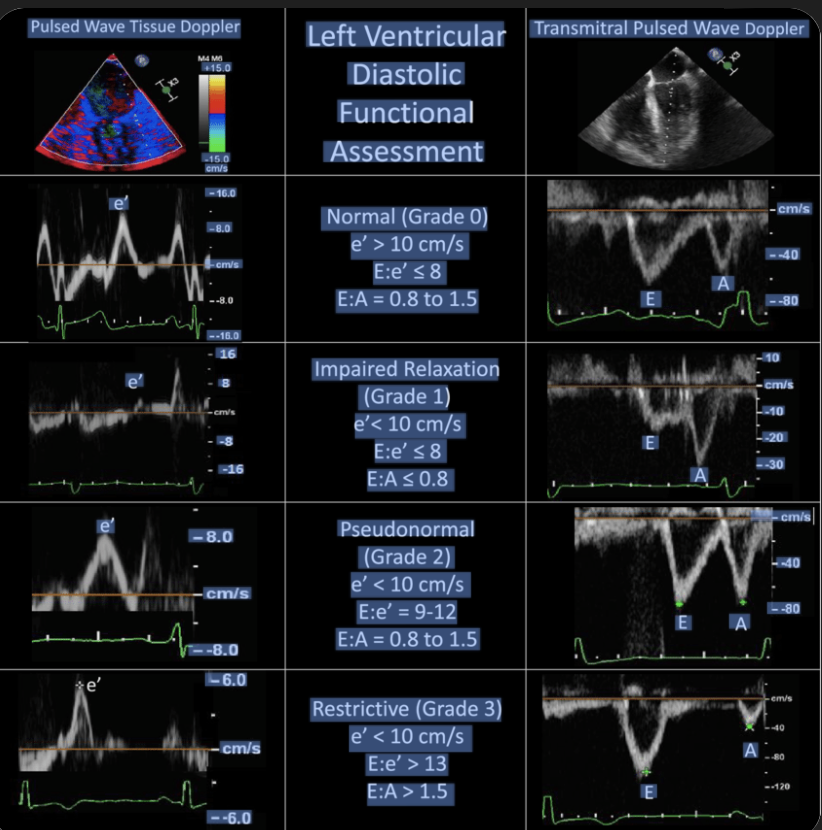 Pulsed Wave Tissue Doppler
Left Ventricular
Diastolic
Functional
Assessment
Transmitral Pulsed Wave Doppler
M4 M6
+15.0
-15.0
cm/s
e’
16.0
-8.0
cm/s
--8.0
--16.0
Normal (Grade 0)
e’ > 10 cm/s
E:e’ ≤ 8
E:A = 0.8 to 1.5
cm/s
--40
--80
E
A
e’
16
8
cm/s
-8
-16
Impaired Relaxation
(Grade 1)
e’< 10 cm/s
E:e’ ≤ 8
E:A ≤ 0.8
10
cm/s
-10
-20
-30
E
A
e’
-8.0
cm/s
--8.0
Pseudonormal
(Grade 2)
e’ < 10 cm/s
E:e’ = 9-12
E:A = 0.8 to 1.5
cm/s
-40
--80
E
A
e’
-6.0
cm/s
--6.0
Restrictive (Grade 3)
e’ < 10 cm/s
E:e’ > 13
E:A > 1.5
cm/s
-40
-80
-120
E
A